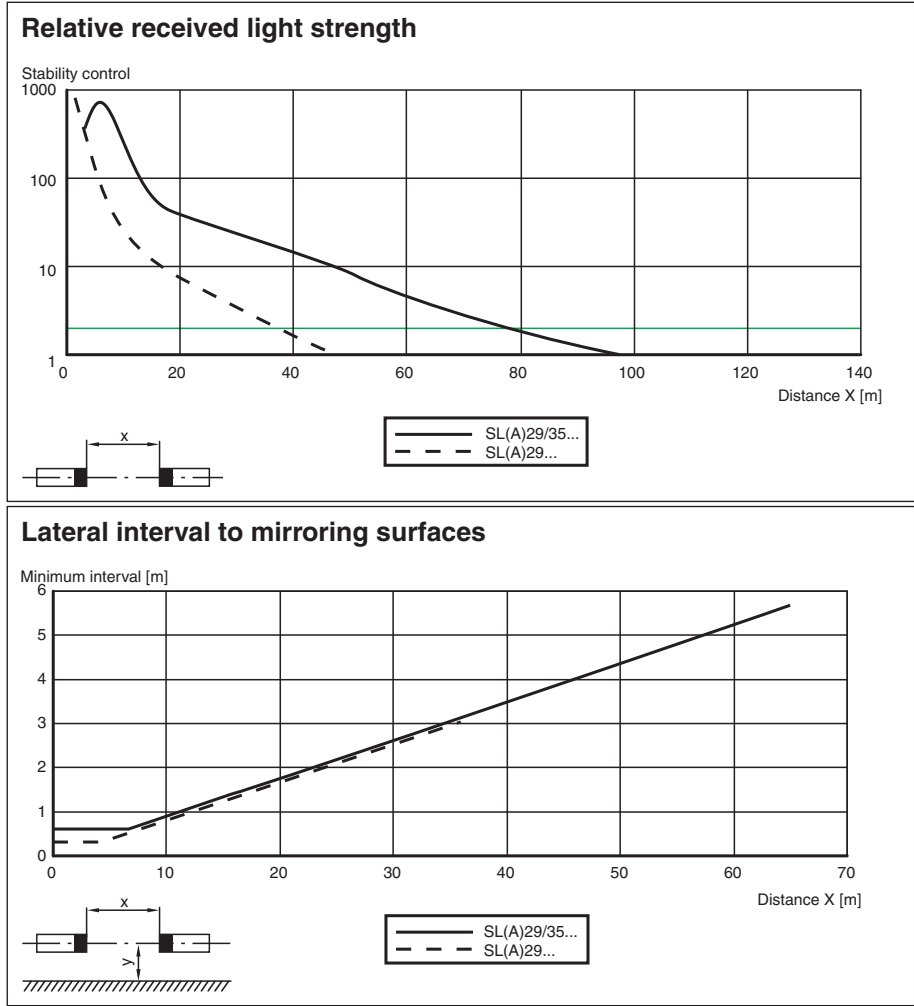 Relative received light strength
Stability control
1000
100
10
1
0 20 40 60 80 100 120 140
Distance X [m]
x
SL(A)29/35...
SL(A)29...
Lateral interval to mirroring surfaces
Minimum interval [m]
6
5
4
3
2
1
0
0 10 20 30 40 50 60 70
Distance X [m]
x
y
SL(A)29/35...
SL(A)29...